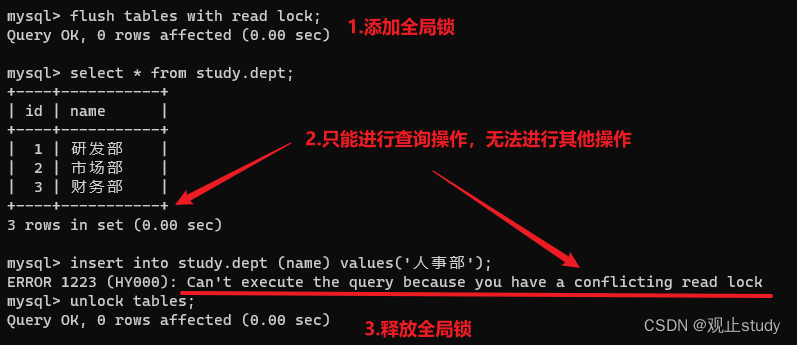 mysql> flush tables with read lock;
Query OK, 0 rows affected (0.00 sec)
1.添加全局锁
mysql> select * from study.dept;
+----+-----------+
| id | name      |
+----+-----------+
|  1 | 研发部    |
|  2 | 市场部    |
|  3 | 财务部    |
+----+-----------+
3 rows in set (0.00 sec)
2.只能进行查询操作，无法进行其他操作
mysql> insert into study.dept (name) values('人事部');
ERROR 1223 (HY000): Can't execute the query because you have a conflicting read lock
mysql> unlock tables;
Query OK, 0 rows affected (0.00 sec)
3.释放全局锁
CSDN @观止study